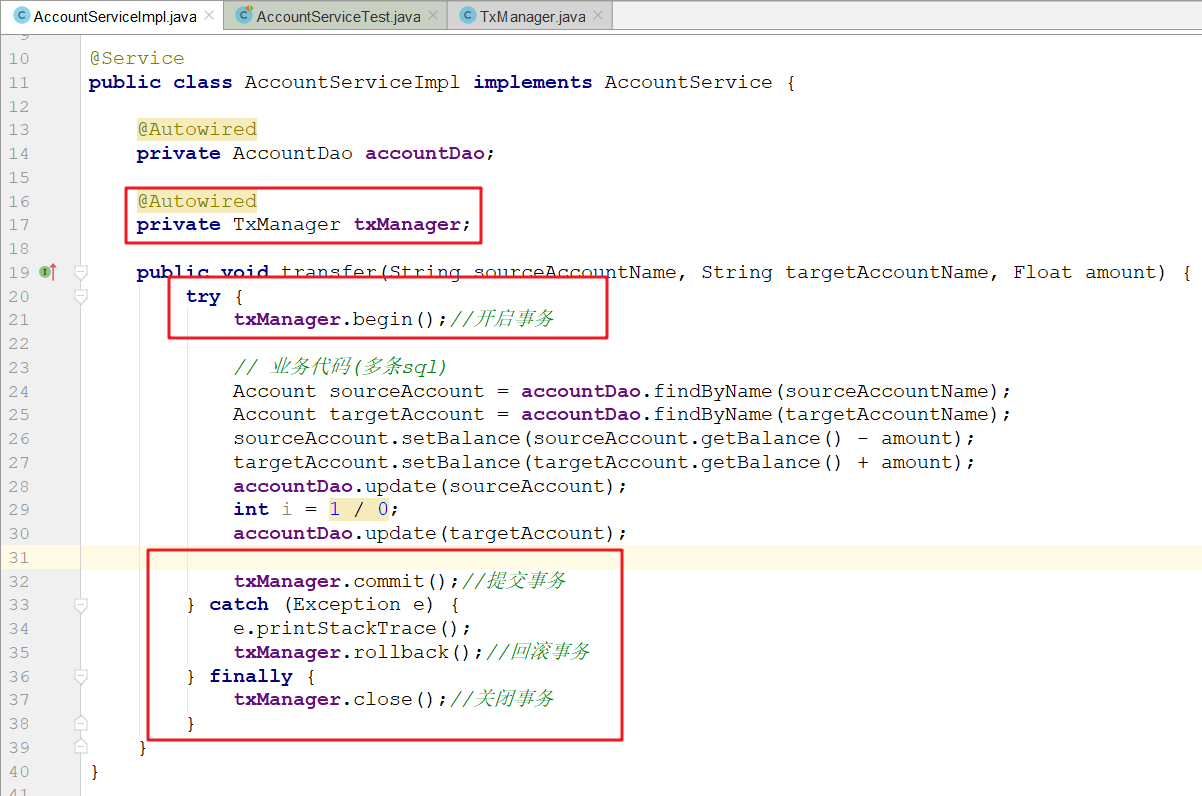 AccountServiceImpl.java AccountServiceTest.java TxManager.java
9
10 @Service
11 public class AccountServiceImpl implements AccountService {
12
13 @Autowired
14 private AccountDao accountDao;
15
16 @Autowired
17 private TxManager txManager;
18
19 public void transfer(String sourceAccountName, String targetAccountName, Float amount) {
20 try {
21 txManager.begin();//开启事务
22
23 // 业务代码(多条sql)
24 Account sourceAccount = accountDao.findByName(sourceAccountName);
25 Account targetAccount = accountDao.findByName(targetAccountName);
26 sourceAccount.setBalance(sourceAccount.getBalance() - amount);
27 targetAccount.setBalance(targetAccount.getBalance() + amount);
28 accountDao.update(sourceAccount);
29 int i = 1 / 0;
30 accountDao.update(targetAccount);
31
32 txManager.commit();//提交事务
33 } catch (Exception e) {
34 e.printStackTrace();
35 txManager.rollback();//回滚事务
36 } finally {
37 txManager.close();//关闭事务
38 }
39 }
40 }
41